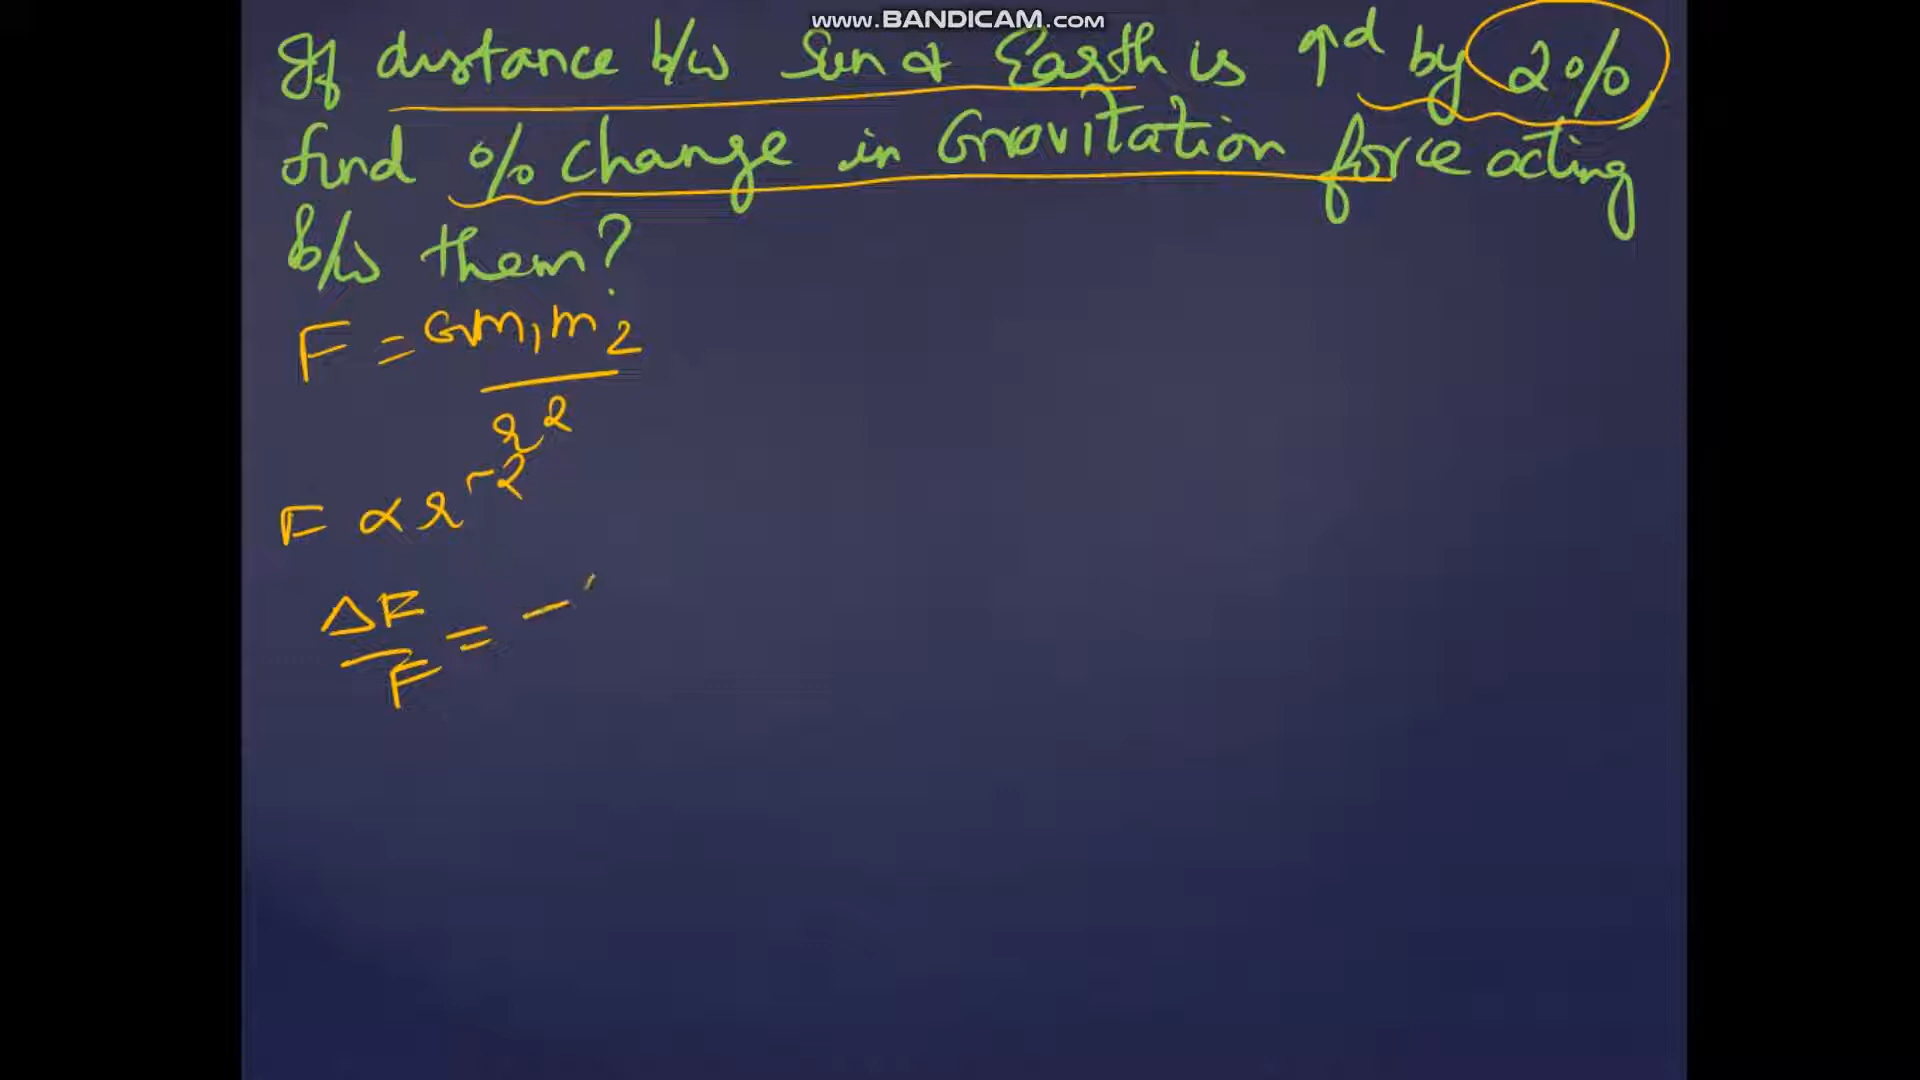 www.BANDICAM.com
If distance b/w Sun & Earth is ↑d by 2%
find % change in Gravitation force acting
b/w them?
F = Gm1m2
r2
F ∝ r-2
ΔF
F = -